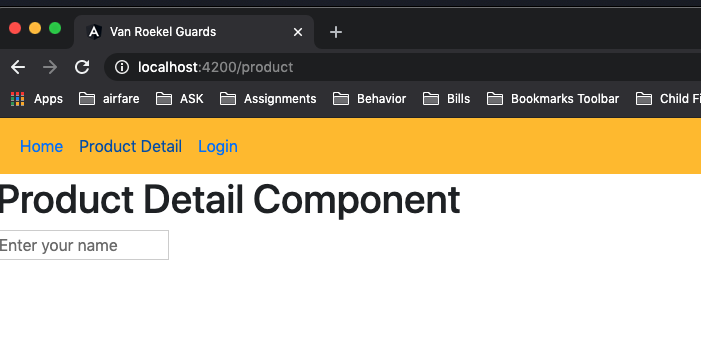 Van Roekel Guards
localhost:4200/product
Apps airfare ASK Assignments Behavior Bills Bookmarks Toolbar Child Fi
Home Product Detail Login
Product Detail Component
Enter your name